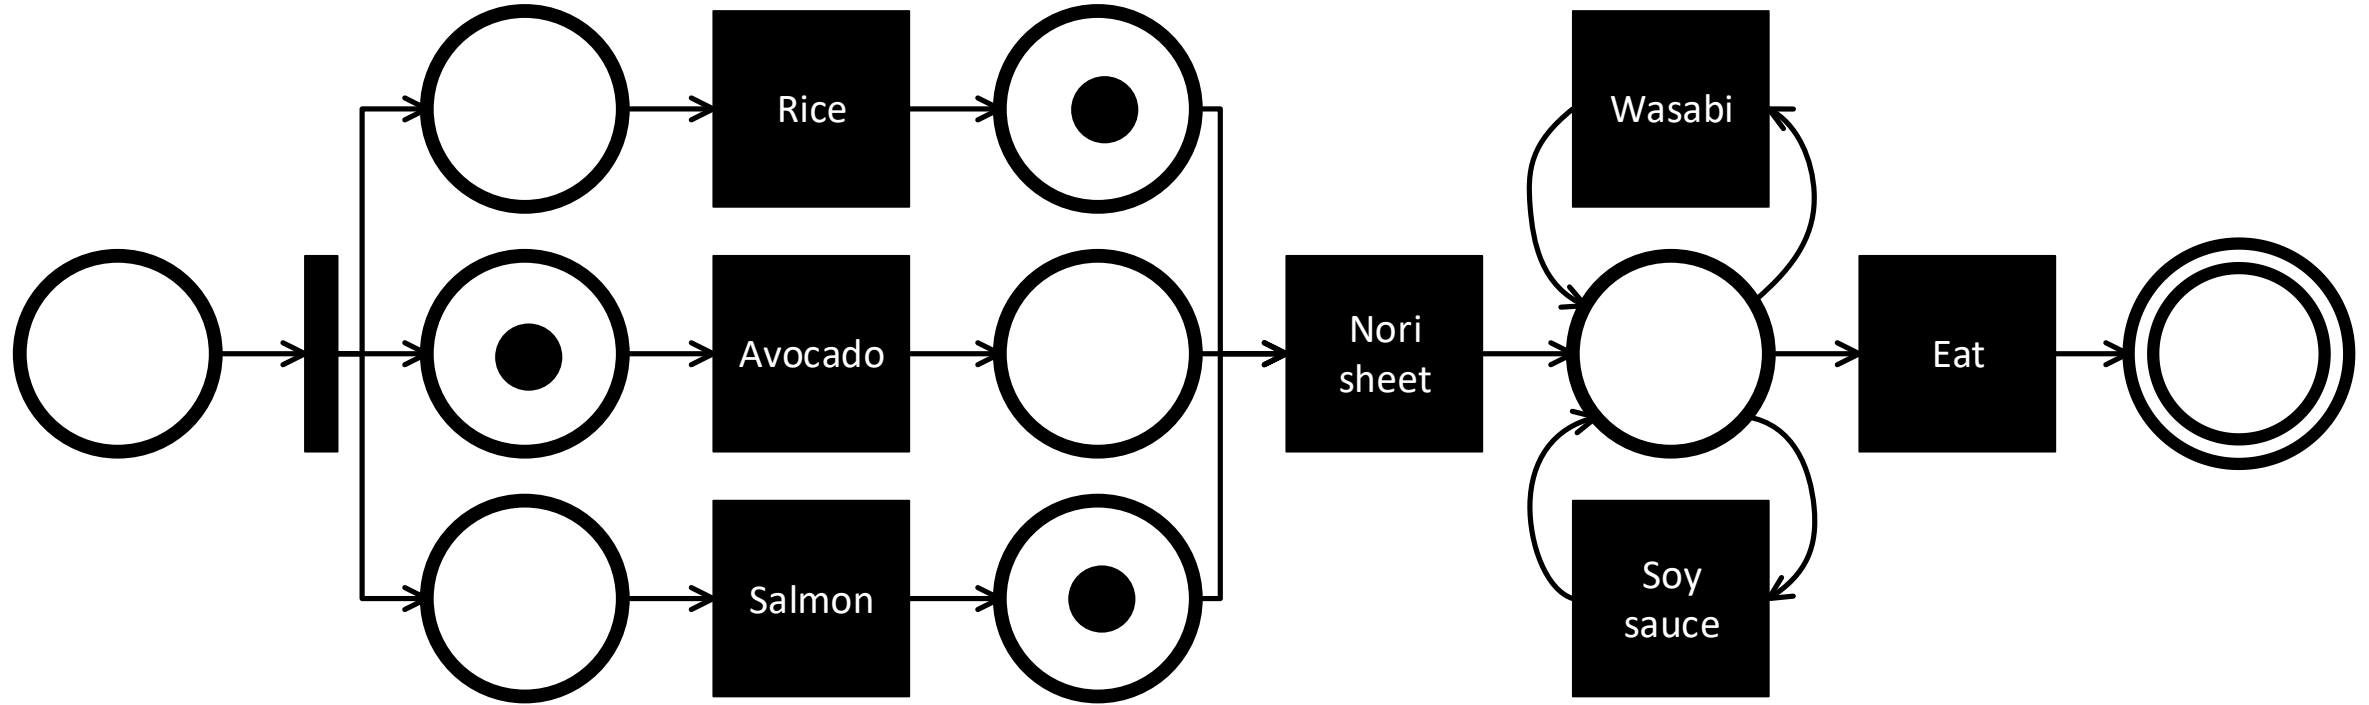 Rice
Wasabi
Avocado
Nori
sheet
Eat
Salmon
Soy
sauce